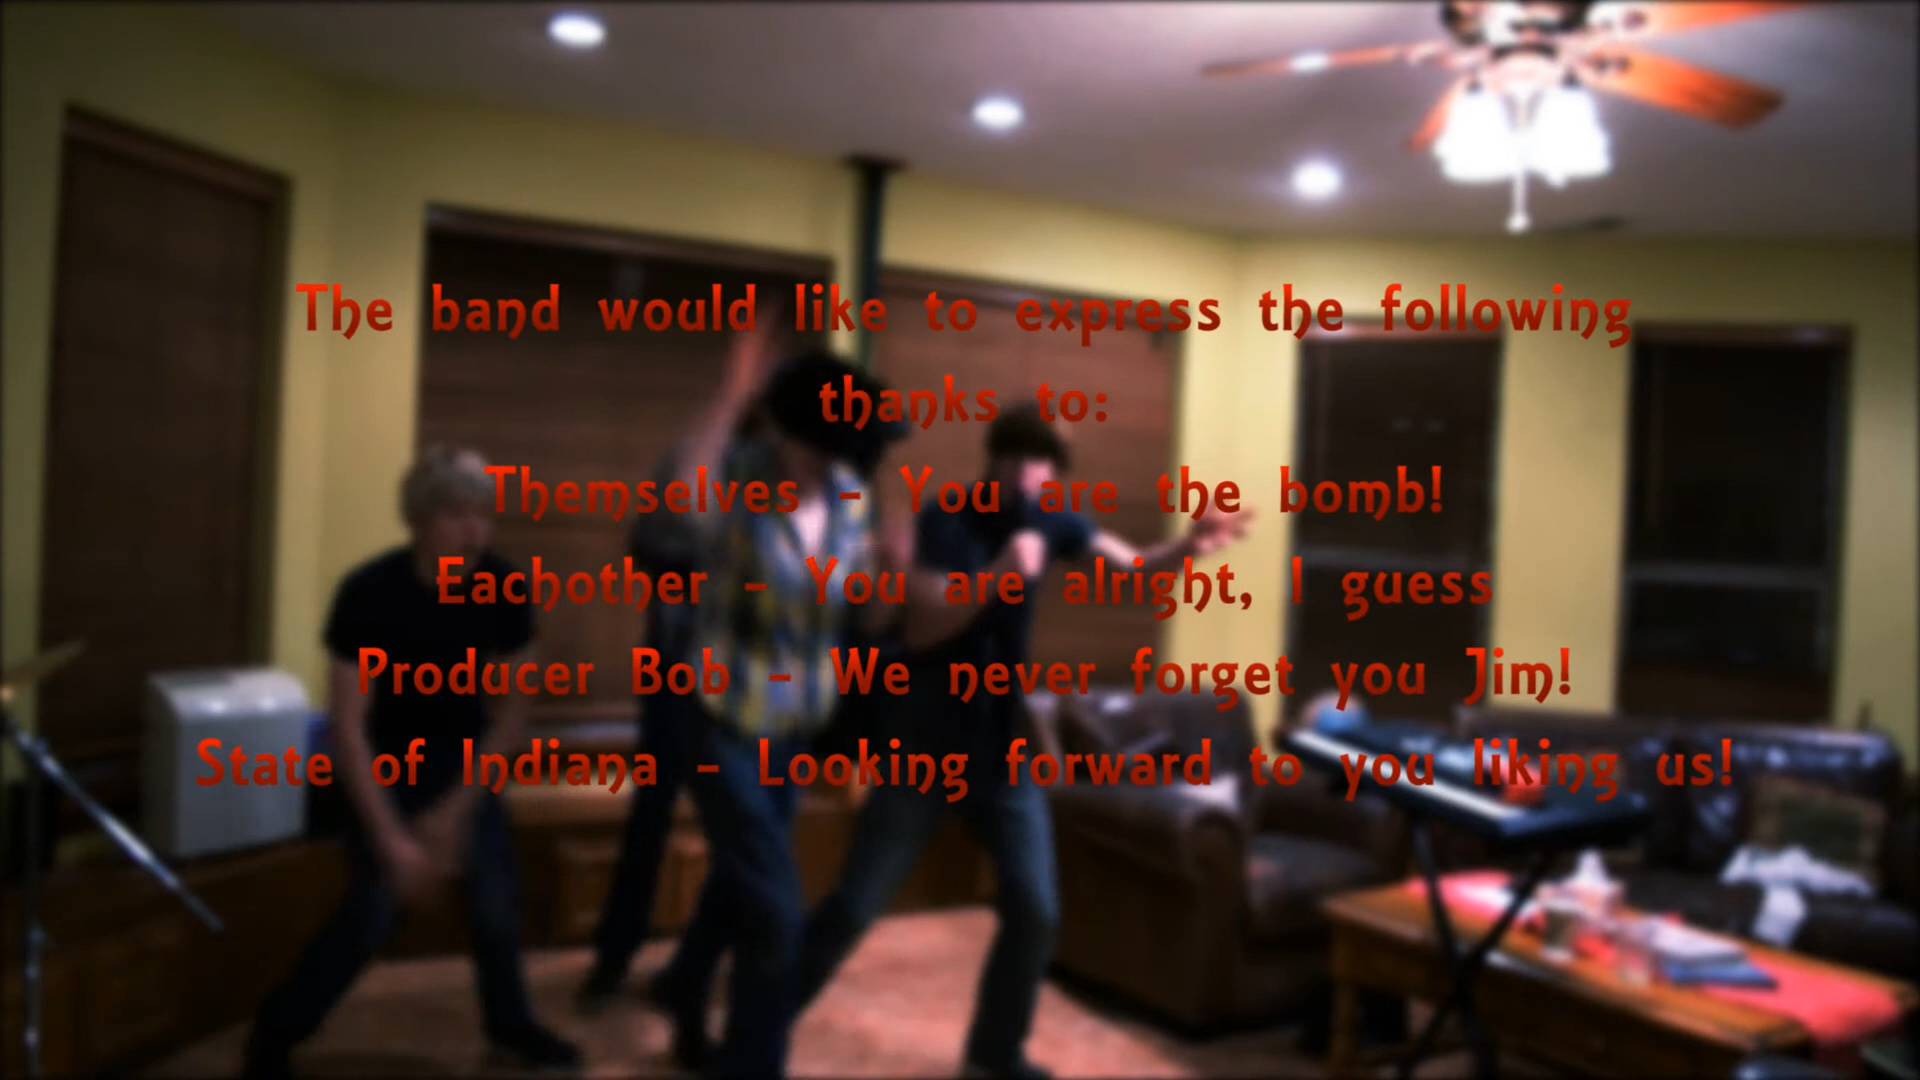 The band would like to express the following
thanks to:
Themselves - You are the bomb!
Eachother - You are alright, I guess
Producer Bob - We never forget you Jim!
State of Indiana - Looking forward to you liking us!